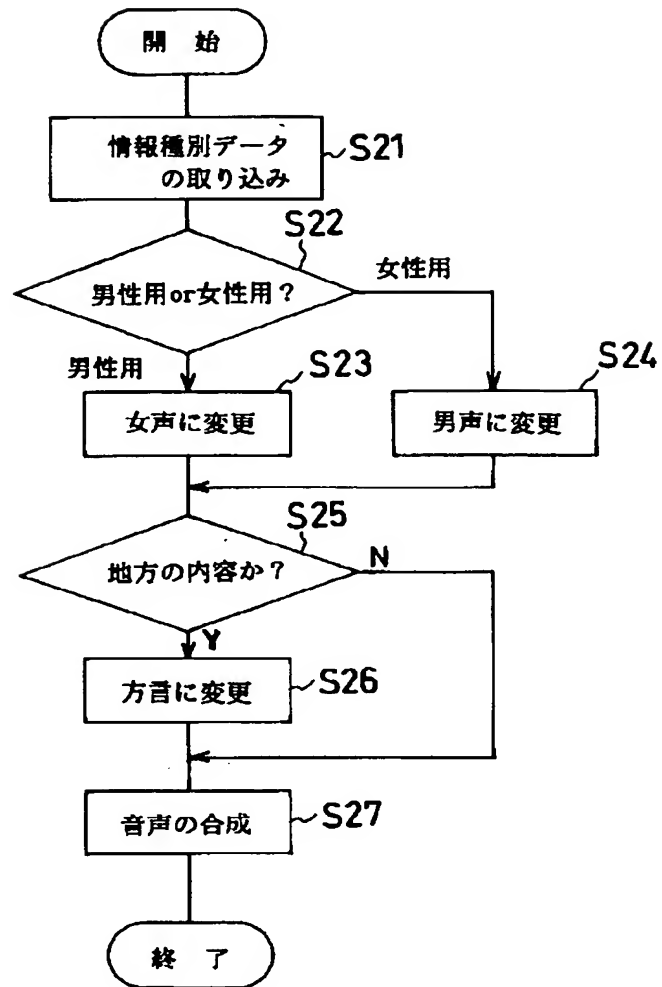 開 始
情報種別データ
の取り込み
S21
S22
男性用or女性用?
女性用
男性用
S23
女声に変更
S24
男声に変更
S25
地方の内容か?
N
Y
方言に変更
S26
音声の合成
S27
終 了